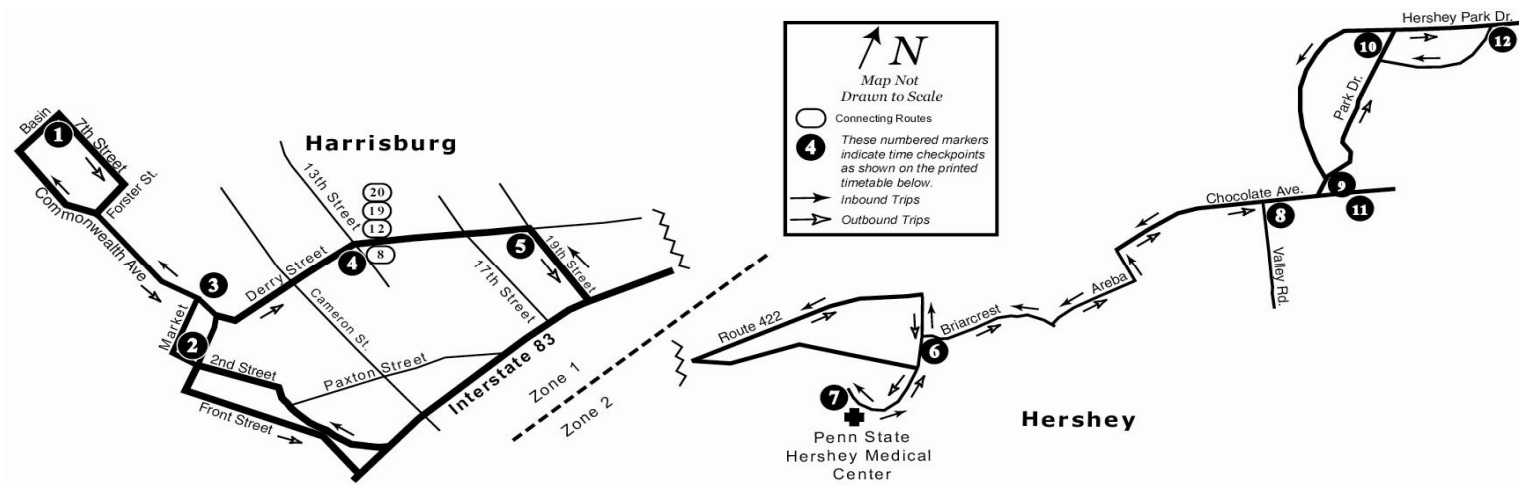 Basin
1
7th Street
Forster St.
Commonwealth Ave.
Harrisburg
13th Street
20
19
12
8
4
5
3
Derry Street
19th Street
17th Street
Cameron St.
Market
2
2nd Street
Paxton Street
Front Street
Interstate 83
Zone 1
Zone 2
N
Map Not
Drawn to Scale
Connecting Routes
4
These numbered markers
indicate time checkpoints
as shown on the printed
timetable below.
Inbound Trips
Outbound Trips
Route 422
6
Briarcrest
Areba
7
Penn State
Hershey Medical
Center
Hershey
Chocolate Ave.
8
Valley Rd.
9
11
Park Dr.
10
Hershey Park Dr.
12